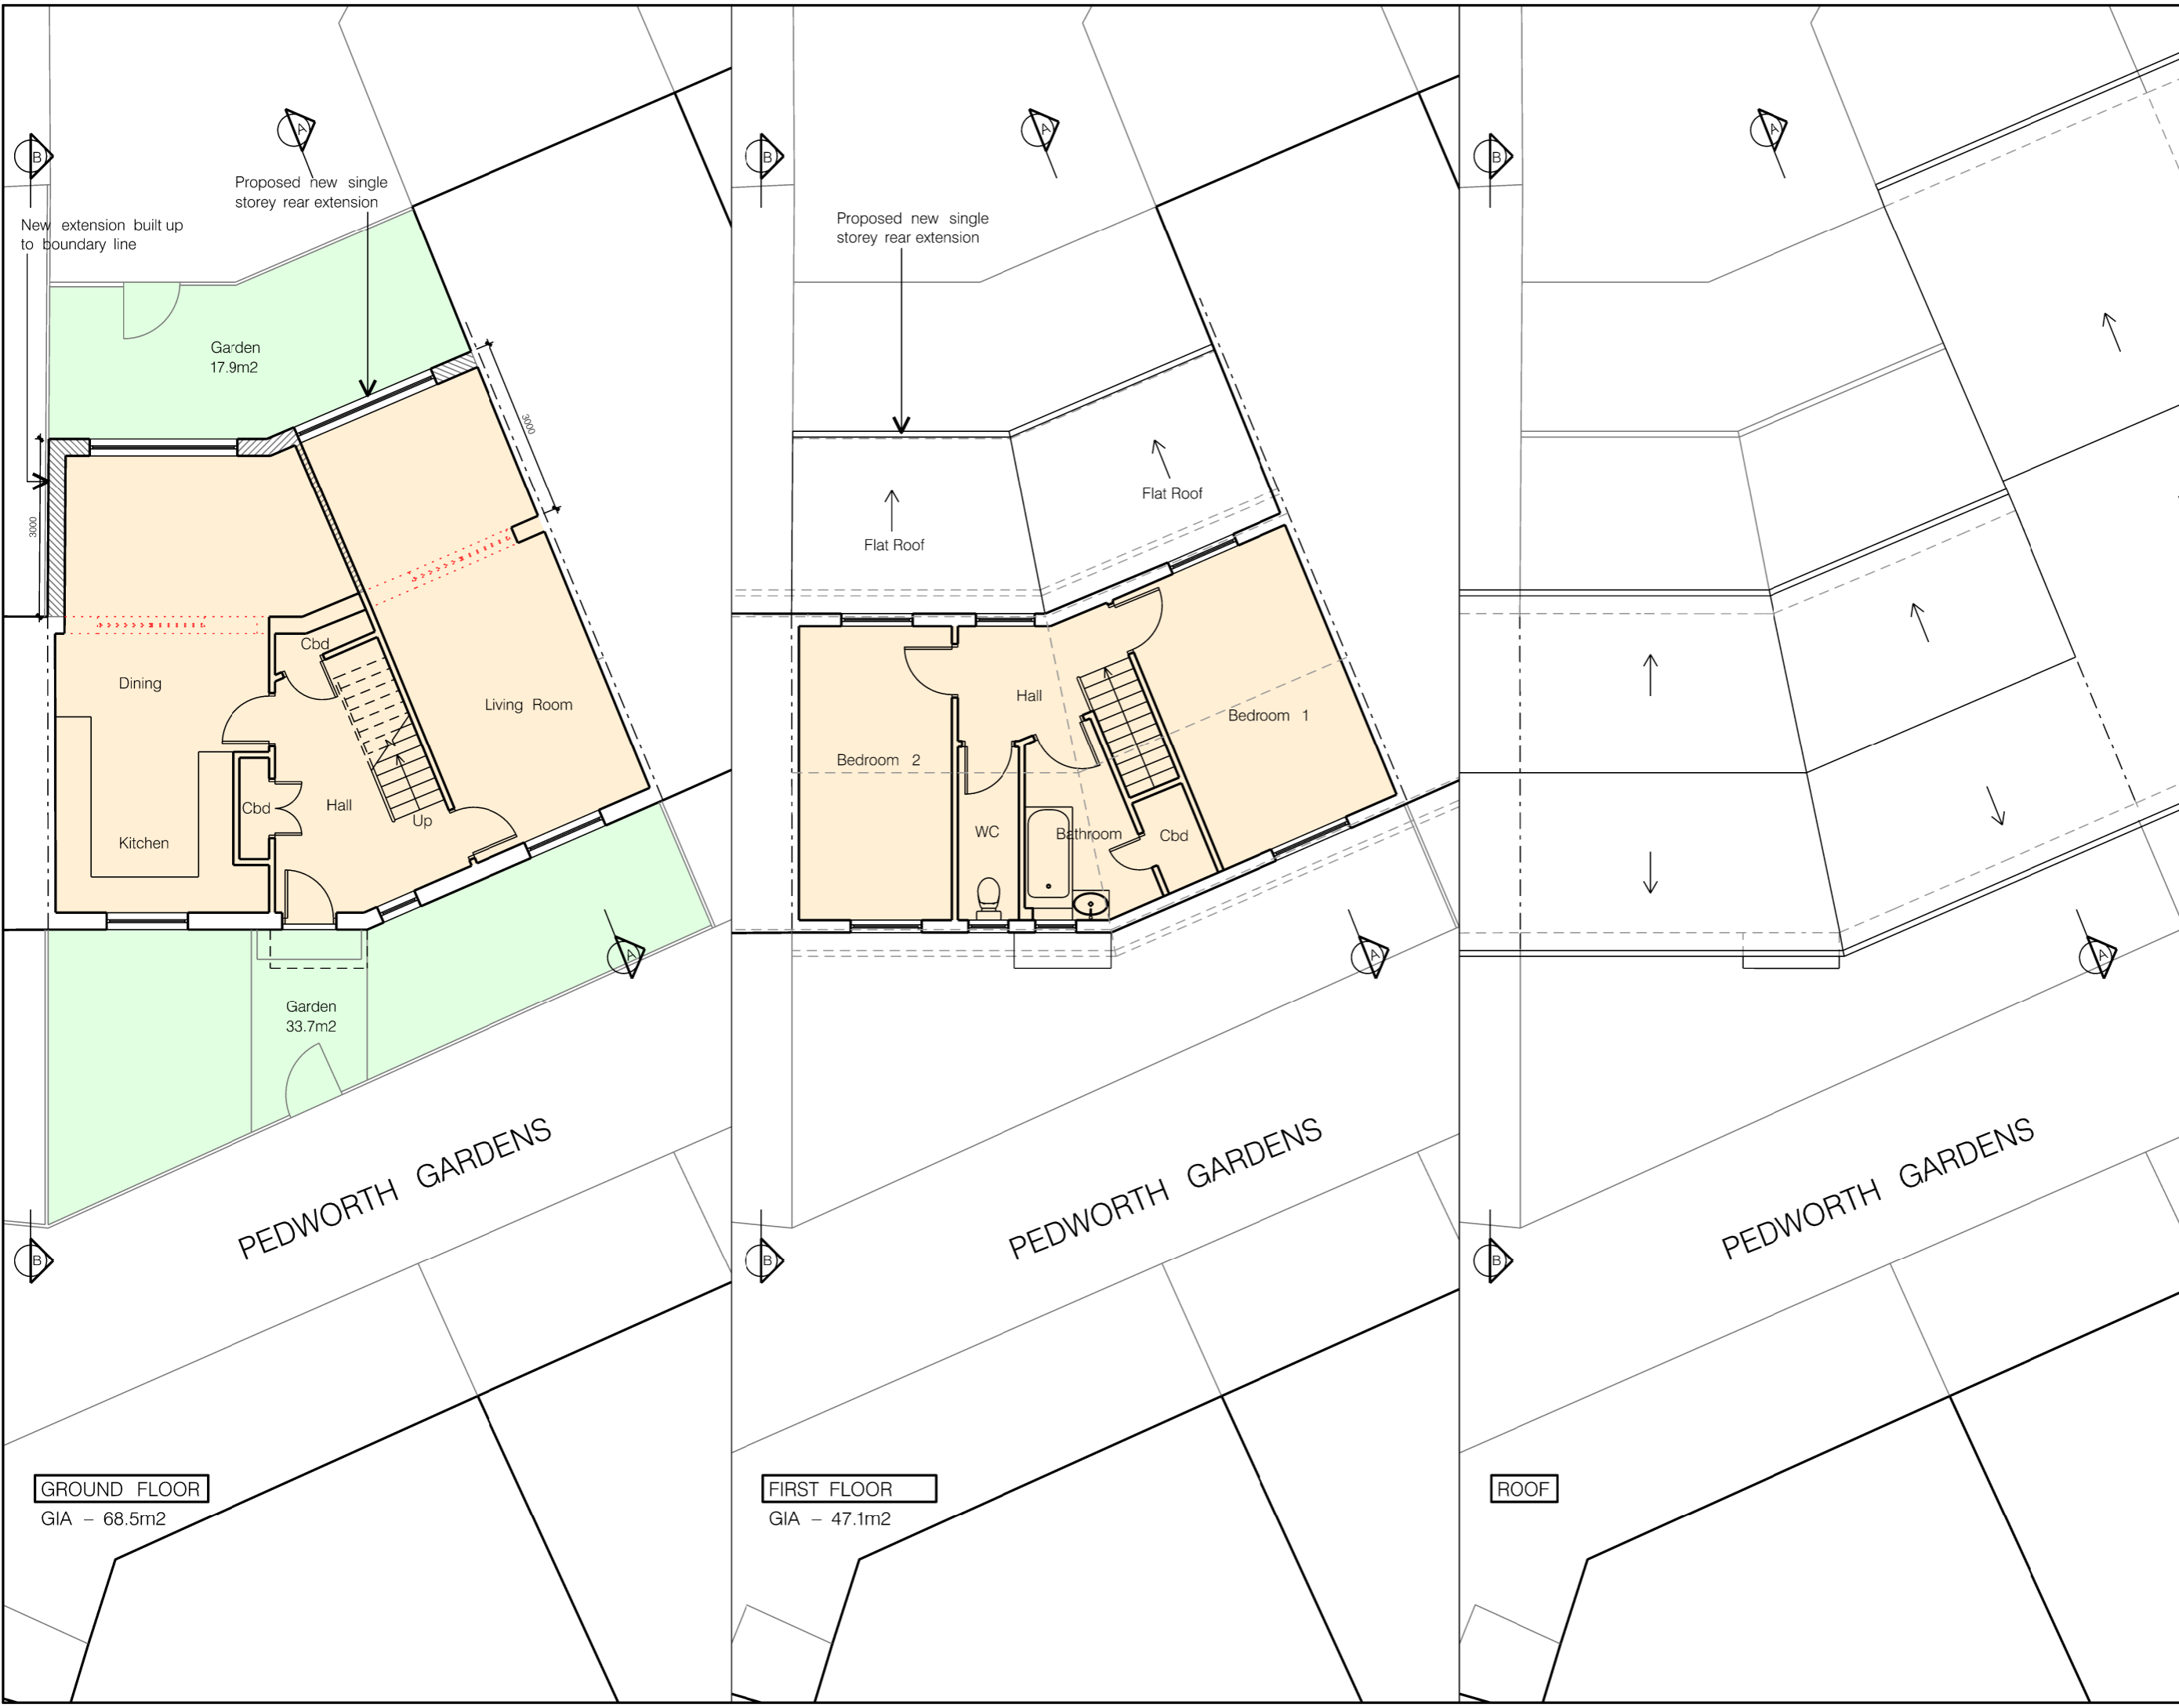 A
B
Proposed new single
storey rear extension
New extension built up
to boundary line
Garden
17.9m2
3000
3000
Cbd
Dining
Living Room
Cbd
Hall
Up
Kitchen
A
Garden
33.7m2
PEDWORTH GARDENS
B
GROUND FLOOR
GIA - 68.5m2
A
B
Proposed new single
storey rear extension
Flat Roof
Flat Roof
Hall
Bedroom 1
Bedroom 2
WC
Bathroom
Cbd
A
PEDWORTH GARDENS
B
FIRST FLOOR
GIA - 47.1m2
A
B
A
PEDWORTH GARDENS
B
ROOF